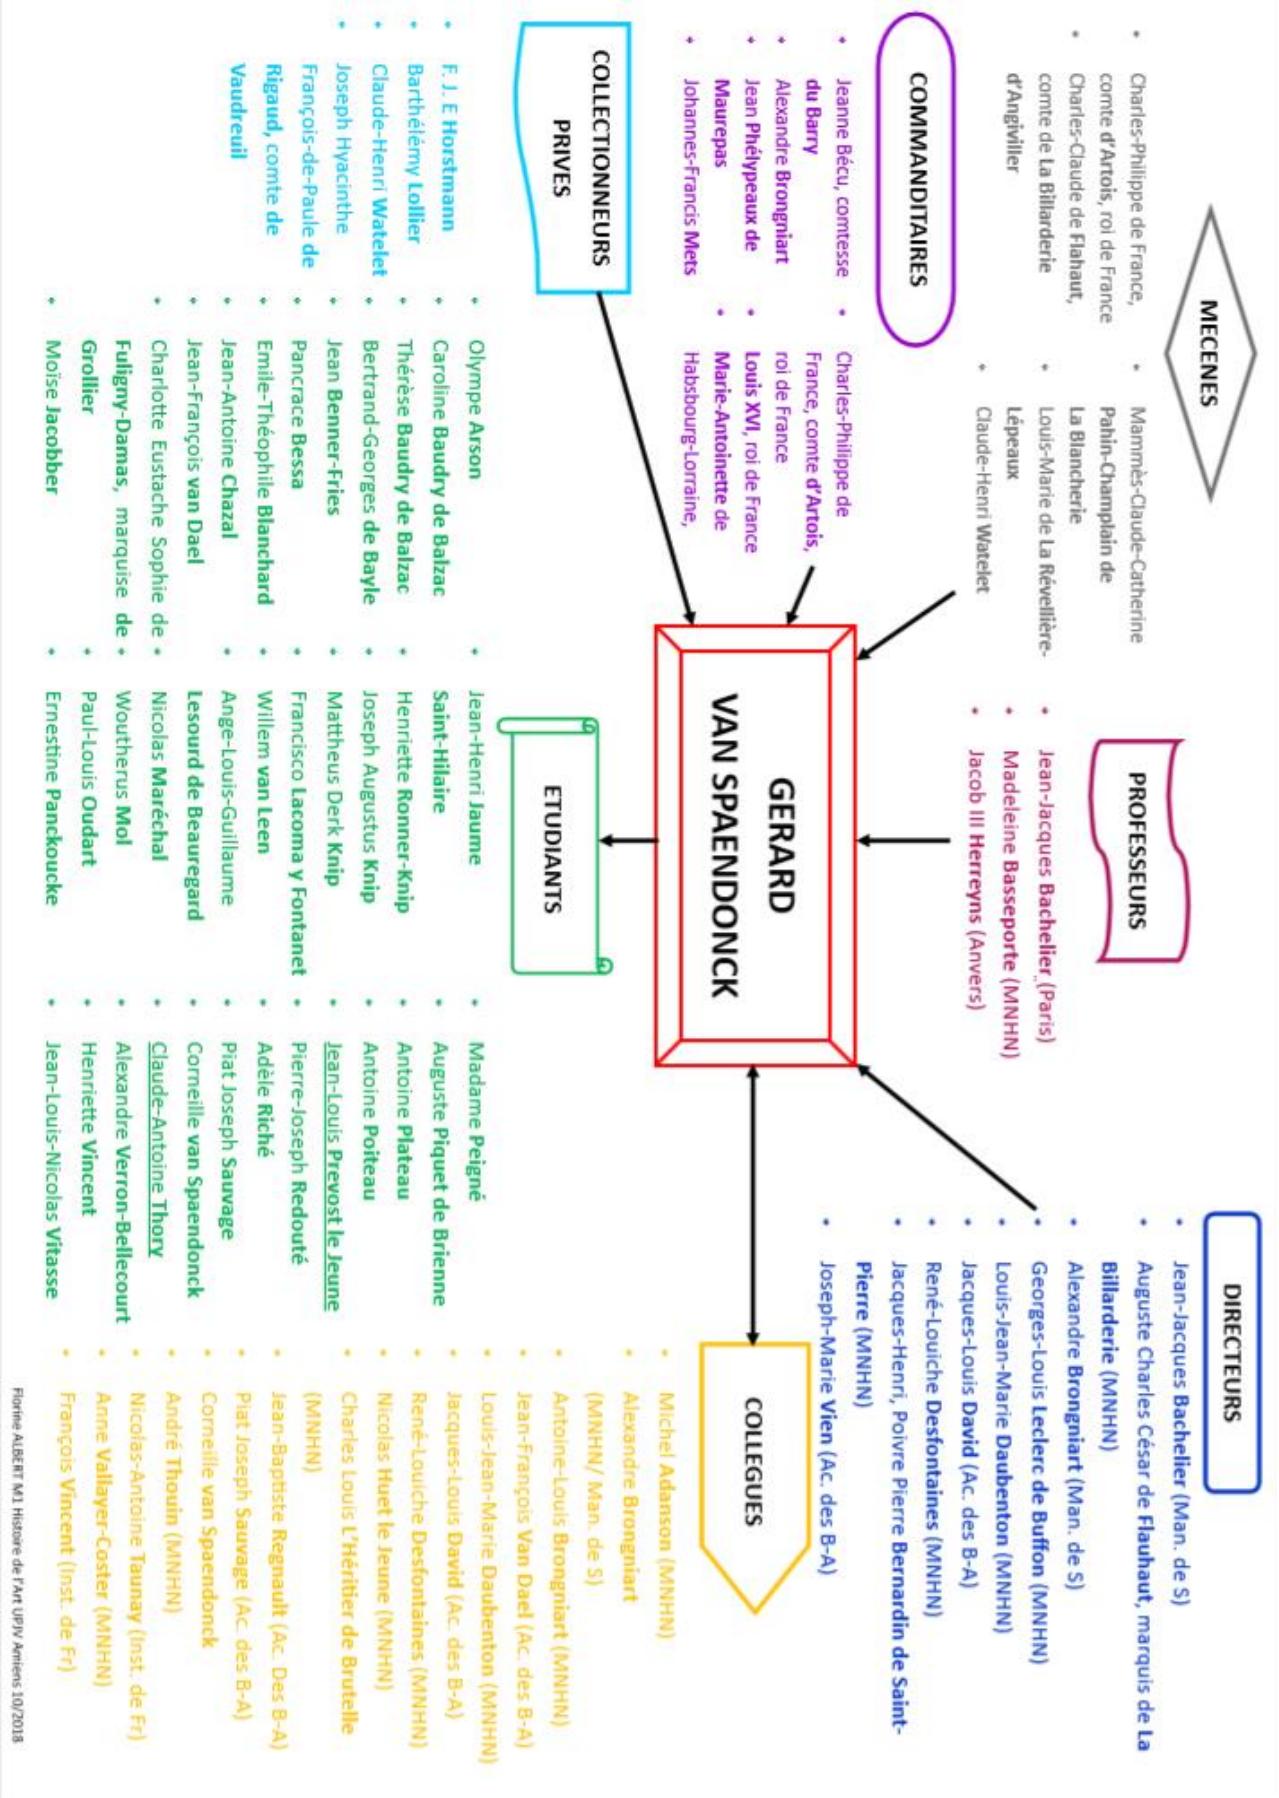 MECENES
Charles-Philippe de France,
comte d'Artois, roi de France
Charles-Claude de Flahaut,
comte de La Billarderie
d'Angiviller
Mammès-Claude-Catherine
Pahin-Champlain de
La Blancherie
Louis-Marie de La Révellière-
Lépeaux
Claude-Henri Watelet
PROFESSEURS
Jean-Jacques Bachelier (Paris)
Madeleine Basseporte (MNHN)
Jacob III Herreyns (Anvers)
DIRECTEURS
Jean-Jacques Bachelier (Man. de S)
Auguste Charles César de Flauhaut, marquis de La
Billarderie (MNHN)
Alexandre Brongniart (Man. de S)
Georges-Louis Leclerc de Buffon (MNHN)
Louis-Jean-Marie Daubenton (MNHN)
Jacques-Louis David (Ac. des B-A)
René-Louiche Desfontaines (MNHN)
Jacques-Henri, Poivre Pierre Bernardin de Saint-
Pierre (MNHN)
Joseph-Marie Vien (Ac. des B-A)
COMMANDITAIRES
Jeanne Bécu, comtesse
du Barry
Alexandre Brongniart
Jean Phélypeaux de
Maurepas
Johannes-Francis Mets
Charles-Philippe de
France, comte d'Artois,
roi de France
Louis XVI, roi de France
Marie-Antoinette de
Habsbourg-Lorraine,
GERARD
VAN SPAENDONCK
COLLECTIONNEURS
PRIVES
F. J. E Horstmann
Barthélémy Lollier
Claude-Henri Watelet
Joseph Hyacinthe
François-de-Paule de
Rigaud, comte de
Vaudreuil
ETUDIANTS
Olympe Arson
Caroline Baudry de Balzac
Thérèse Baudry de Balzac
Bertrand-Georges de Bayle
Jean Benner-Fries
Pancrace Bessa
Emile-Théophile Blanchard
Jean-Antoine Chazal
Jean-François van Dael
Charlotte Eustache Sophie de
Fuligny-Damas, marquise de
Grollier
Moïse Jacobber
Jean-Henri Jaume
Saint-Hilaire
Henriette Ronner-Knip
Joseph Augustus Knip
Mattheus Derk Knip
Francisco Lacoma y Fontanet
Willem van Leen
Ange-Louis-Guillaume
Lesourd de Beauregard
Nicolas Maréchal
Woutherus Mol
Paul-Louis Oudart
Ernestine Panckoucke
Madame Peigné
Auguste Piquet de Brienne
Antoine Plateau
Antoine Poiteau
Jean-Louis Prevost le Jeune
Pierre-Joseph Redouté
Adèle Riché
Piat Joseph Sauvage
Corneille van Spaendonck
Claude-Antoine Thory
Alexandre Verron-Bellecourt
Henriette Vincent
Jean-Louis-Nicolas Vitasse
COLLEGUES
Michel Adanson (MNHN)
Alexandre Brongniart
(MNHN/ Man. de S)
Antoine-Louis Brongniart (MNHN)
Jean-François Van Dael (Ac. des B-A)
Louis-Jean-Marie Daubenton (MNHN)
Jacques-Louis David (Ac. des B-A)
René-Louiche Desfontaines (MNHN)
Nicolas Huet le Jeune (MNHN)
Charles Louis L'Héritier de Brutelle
(MNHN)
Jean-Baptiste Regnault (Ac. Des B-A)
Piat Joseph Sauvage (Ac. des B-A)
Corneille van Spaendonck
André Thouin (MNHN)
Nicolas-Antoine Taunay (Inst. de Fr)
Anne Vallayer-Coster (MNHN)
François Vincent (Inst. de Fr)
Florine ALBERT M1 Histoire de l'Art UPJV Amiens 10/2018